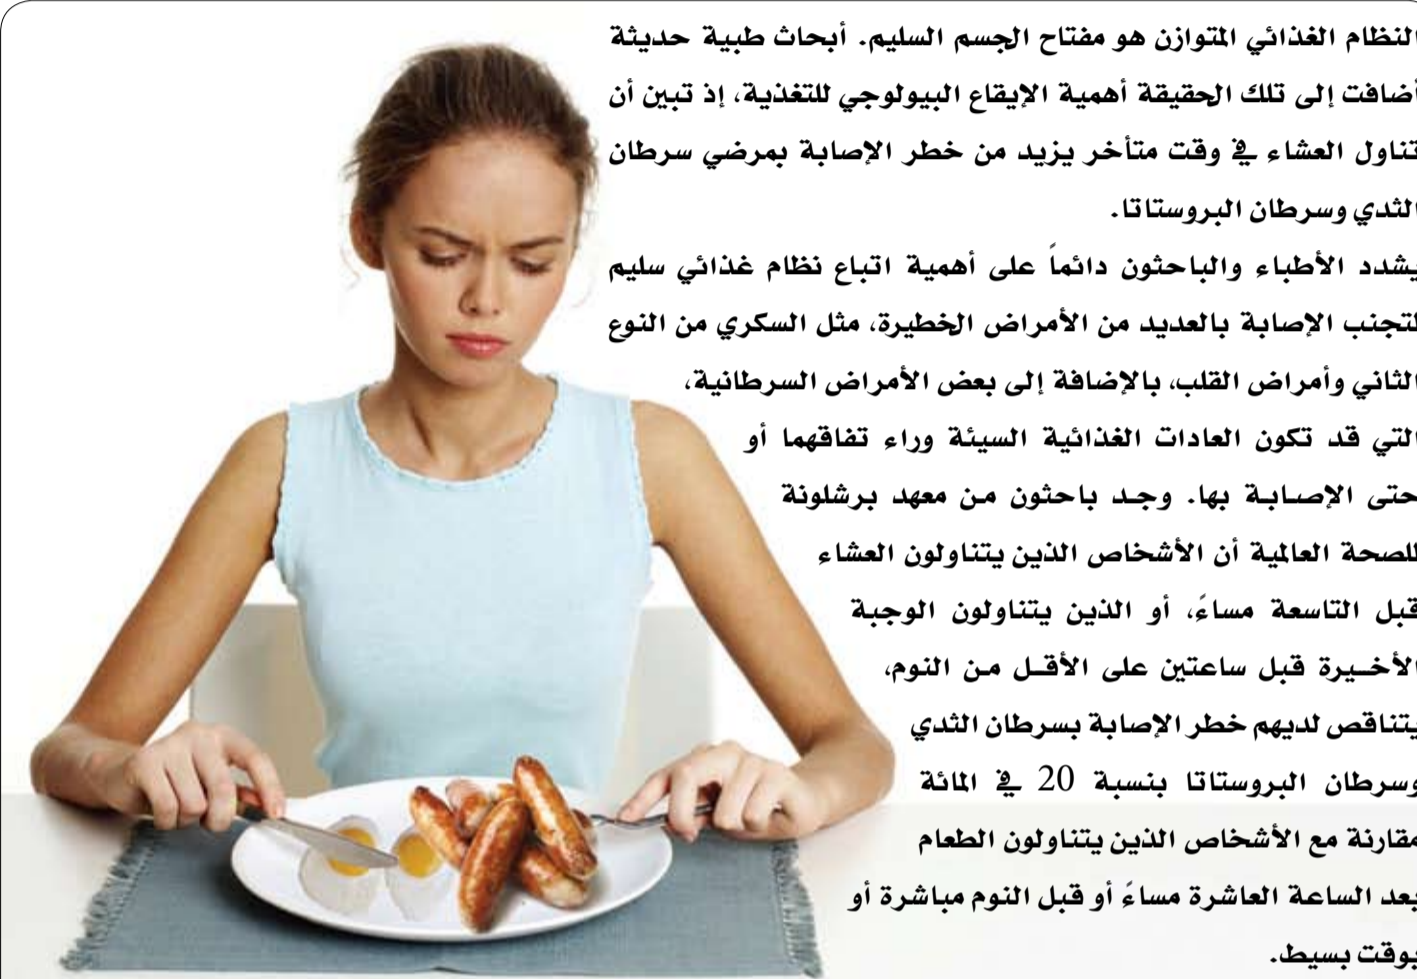 النظام الغذائي المتوازن هو مفتاح الجسم السليم. أبحاث طبية حديثة
أضافت إلى تلك الحقيقة أهمية الإيقاع البيولوجي للتغذية، إذ تبين أن
تناول العشاء في وقت متأخر يزيد من خطر الإصابة بمرضي سرطان
الثدي وسرطان البروستاتا.
يشدد الأطباء والباحثون دائماً على أهمية اتباع نظام غذائي سليم
لتجنب الإصابة بالعديد من الأمراض الخطيرة، مثل السكري من النوع
الثاني وأمراض القلب، بالإضافة إلى بعض الأمراض السرطانية،
التي قد تكون العادات الغذائية السيئة وراء تفاقهما أو
حتى الإصابة بها. وجد باحثون من معهد برشلونة
للصحة العالمية أن الأشخاص الذين يتناولون العشاء
قبل التاسعة مساءً، أو الذين يتناولون الوجبة
الأخيرة قبل ساعتين على الأقل من النوم،
يتناقص لديهم خطر الإصابة بسرطان الثدي
وسرطان البروستاتا بنسبة 20 في المائة
مقارنة مع الأشخاص الذين يتناولون الطعام
بعد الساعة العاشرة مساءً أو قبل النوم مباشرة أو
بوقت بسيط.